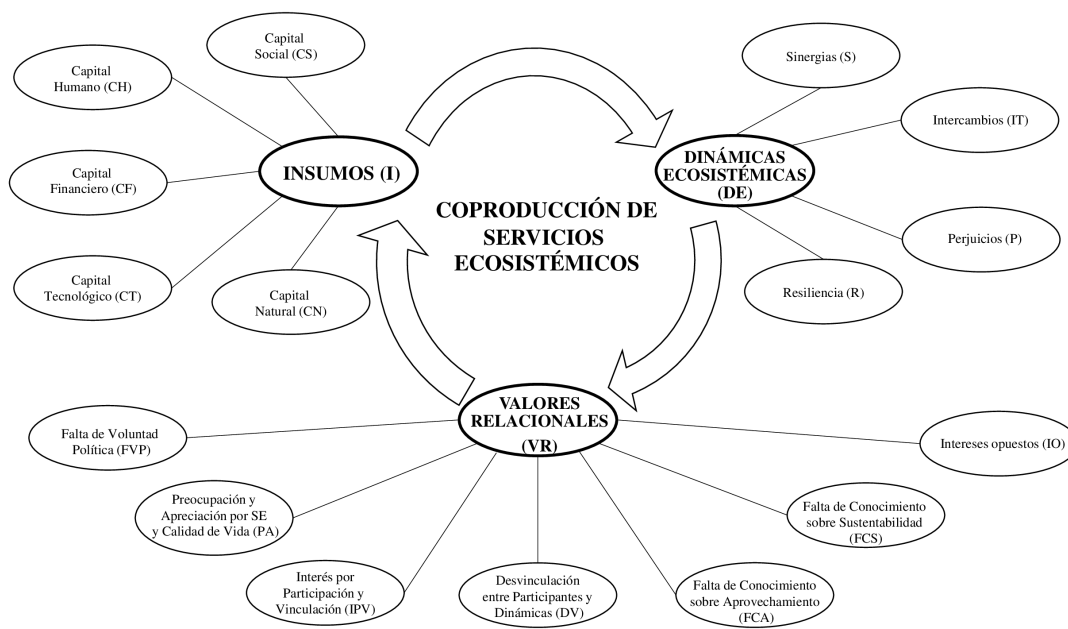 Capital
Social (CS)
Capital
Humano (CH)
Capital
Financiero (CF)
Capital
Tecnológico (CT)
Capital
Natural (CN)
INSUMOS (I)
COPRODUCCIÓN DE
SERVICIOS
ECOSISTÉMICOS
DINÁMICAS
ECOSISTÉMICAS
(DE)
Sinergias (S)
Intercambios (IT)
Perjuicios (P)
Resiliencia (R)
VALORES
RELACIONALES
(VR)
Falta de Voluntad
Política (FVP)
Preocupación y
Apreciación por SE
y Calidad de Vida (PA)
Interés por
Participación y
Vinculación (IPV)
Desvinculación
entre Participantes y
Dinámicas (DV)
Falta de Conocimiento
sobre Aprovechamiento
(FCA)
Falta de Conocimiento
sobre Sustentabilidad
(FCS)
Intereses opuestos (IO)